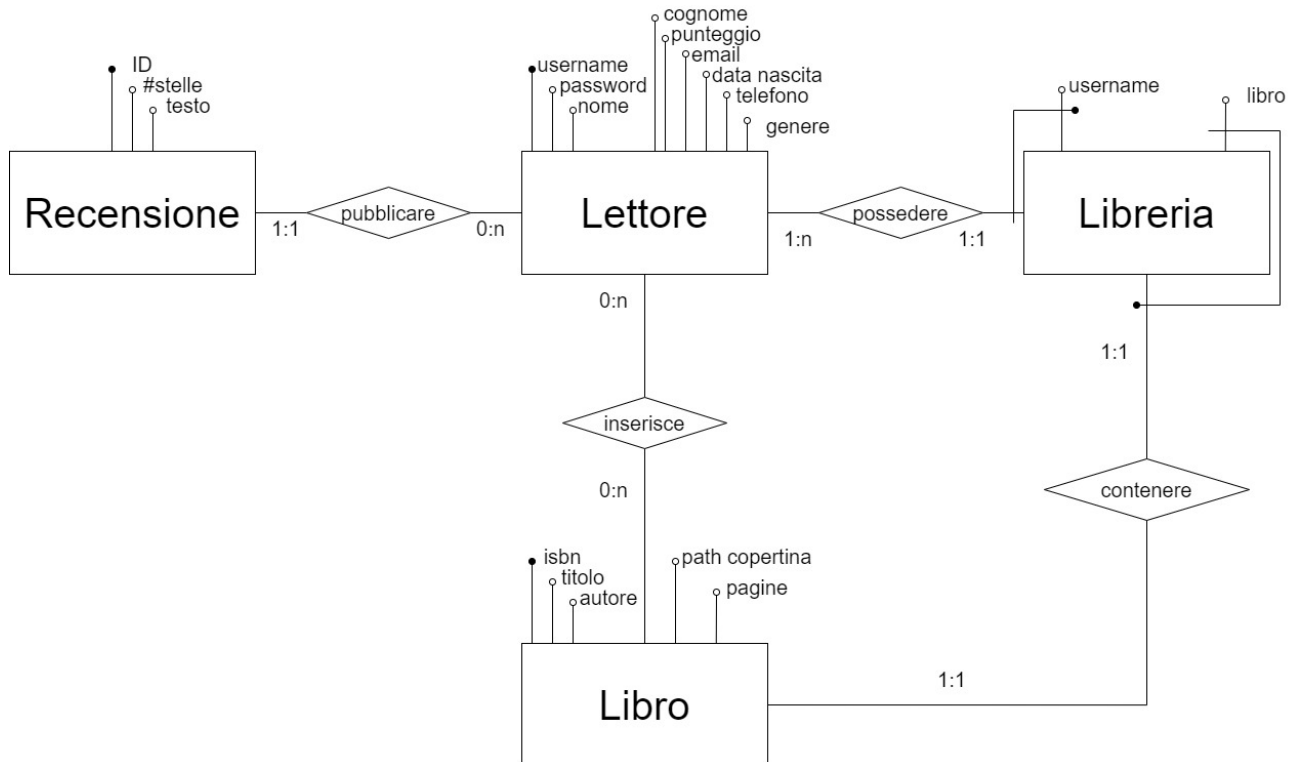 cognome
punteggio
email
data nascita
telefono
genere
username
password
nome
ID
#stelle
testo
username
libro
Recensione
1:1
pubblicare
0:n
Lettore
1:n
possedere
1:1
Libreria
0:n
1:1
inserisce
0:n
contenere
isbn
titolo
autore
path copertina
pagine
Libro
1:1